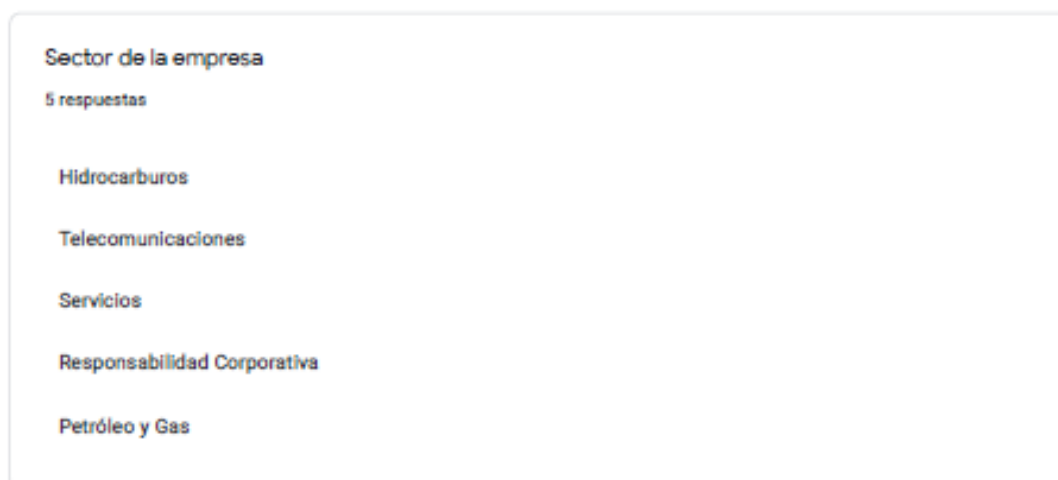 Sector de la empresa
5 respuestas
Hidrocarburos
Telecomunicaciones
Servicios
Responsabilidad Corporativa
Petróleo y Gas